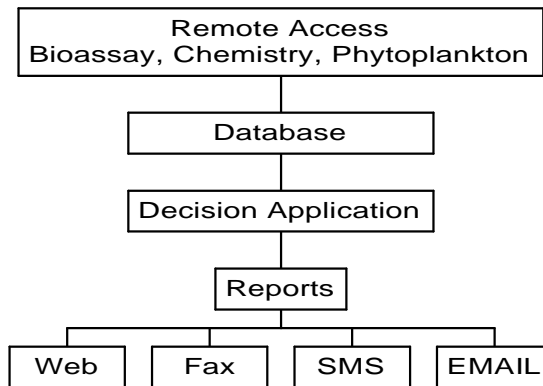 Remote Access
Bioassay, Chemistry, Phytoplankton
Database
Decision Application
Reports
Web
Fax
SMS
EMAIL